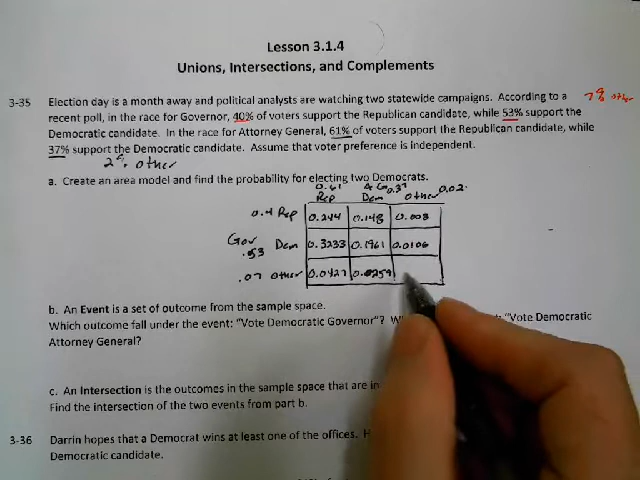 Lesson 3.1.4
Unions, Intersections, and Complements
3-35 Election day is a month away and political analysts are watching two statewide campaigns. According to a 7% other
recent poll, in the race for Governor, 40% of voters support the Republican candidate, while 53% support the
Democratic candidate. In the race for Attorney General, 61% of voters support the Republican candidate, while
37% support the Democratic candidate. Assume that voter preference is independent.
2% other
a. Create an area model and find the probability for electing two Democrats.
0.61 AG 0.37 0.02
Rep Dem other
0.4 Rep 0.244 0.148 0.008
Gov Dem 0.3233 0.1961 0.0106
.53
.07 other 0.0427 0.0259
b. An Event is a set of outcome from the sample space.
Which outcome fall under the event: "Vote Democratic Governor"? "Vote Democratic
Attorney General?
c. An Intersection is the outcomes in the sample space that are in
Find the intersection of the two events from part b.
3-36 Darrin hopes that a Democrat wins at least one of the offices.
Democratic candidate.